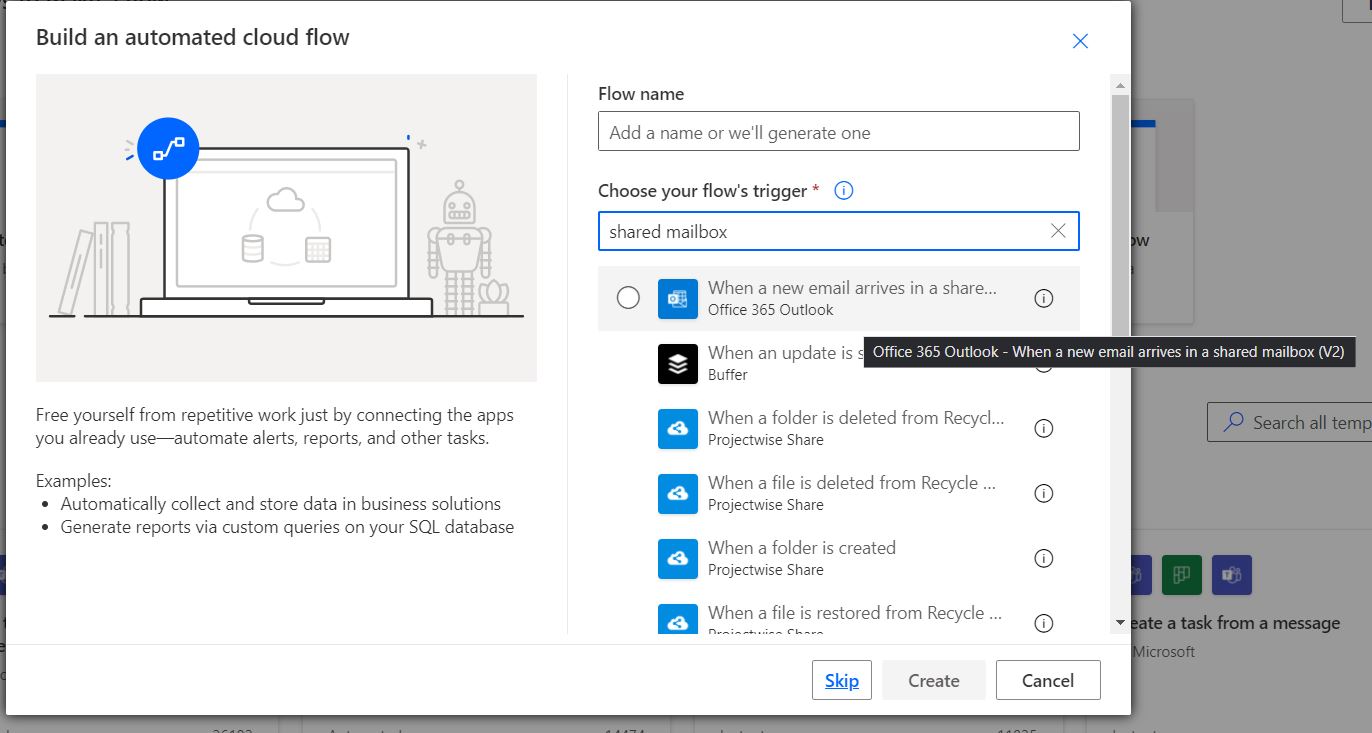 Build an automated cloud flow
Flow name
Add a name or we'll generate one
Choose your flow's trigger *
shared mailbox
When a new email arrives in a share...
Office 365 Outlook
Office 365 Outlook - When a new email arrives in a shared mailbox (V2)
When an update is s
Buffer
When a folder is deleted from Recycl...
Projectwise Share
When a file is deleted from Recycle ...
Projectwise Share
When a folder is created
Projectwise Share
When a file is restored from Recycle ...
Projectwise Share
Free yourself from repetitive work just by connecting the apps
you already use—automate alerts, reports, and other tasks.
Examples:
• Automatically collect and store data in business solutions
• Generate reports via custom queries on your SQL database
Skip
Create
Cancel
ow
Search all temp
eate a task from a message
Microsoft